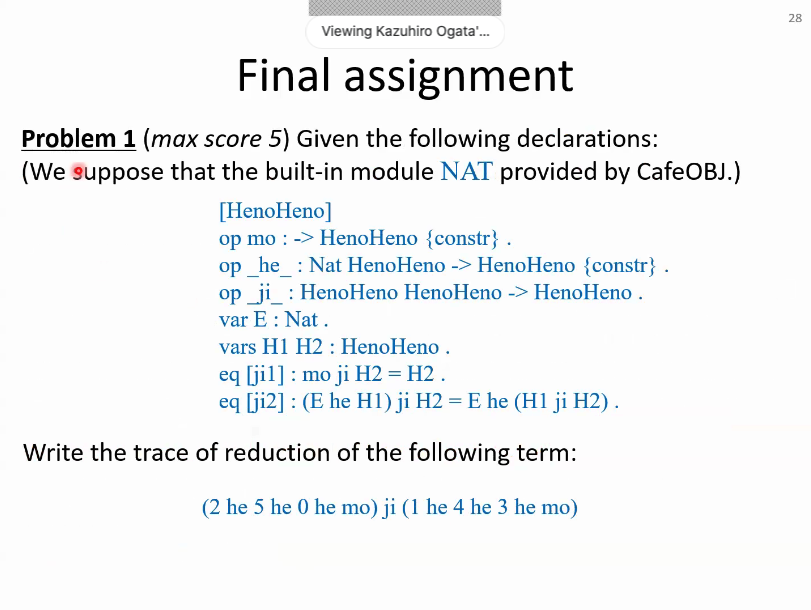 28
Viewing Kazuhiro Ogata'...
Final assignment
Problem 1 (max score 5) Given the following declarations:
(We suppose that the built-in module NAT provided by CafeOBJ.)
[HenoHeno]
op mo : -> HenoHeno {constr} .
op _he_ : Nat HenoHeno -> HenoHeno {constr} .
op _ji_ : HenoHeno HenoHeno -> HenoHeno .
var E : Nat .
vars H1 H2 : HenoHeno .
eq [ji1] : mo ji H2 = H2 .
eq [ji2] : (E he H1) ji H2 = E he (H1 ji H2) .
Write the trace of reduction of the following term:
(2 he 5 he 0 he mo) ji (1 he 4 he 3 he mo)